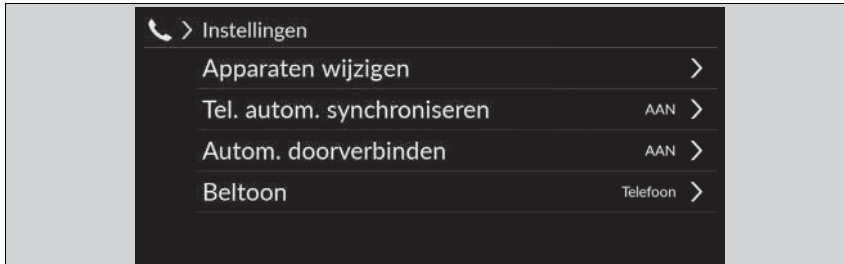 Instellingen
Apparaten wijzigen
Tel. autom. synchroniseren AAN
Autom. doorverbinden AAN
Beltoon Telefoon